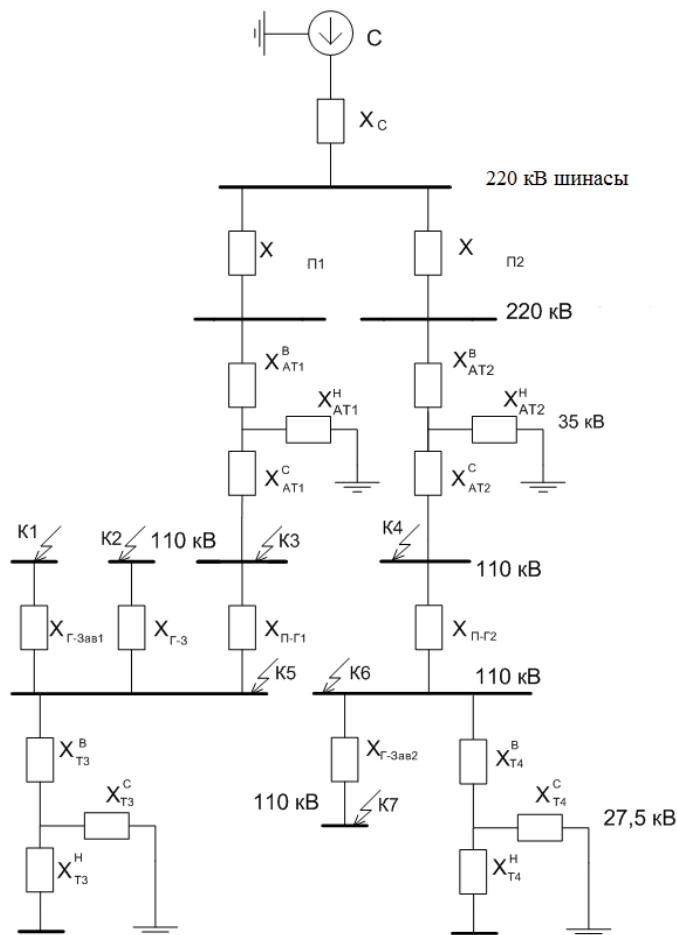 С
X С
220 кВ шинасы
X П1
X П2
220 кВ
X В АТ1
X В АТ2
X Н АТ1
X Н АТ2
35 кВ
X С АТ1
X С АТ2
К1
К2
110 кВ
К3
К4
110 кВ
X Г-Зав1
X Г-З
X П-Г1
X П-Г2
К5
К6
110 кВ
X В Т3
X Г-Зав2
X В Т4
X С Т3
X С Т4
110 кВ
К7
27,5 кВ
X Н Т3
X Н Т4